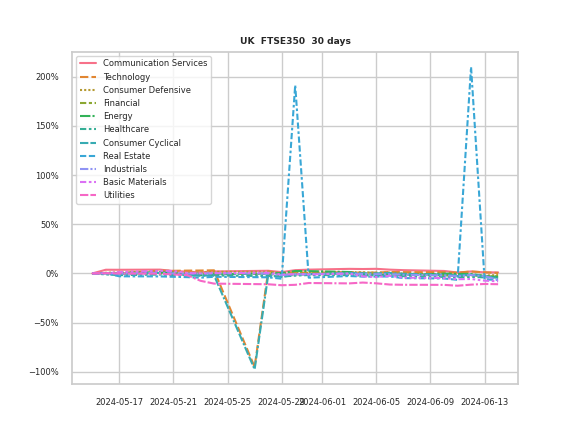 UK  FTSE350  30 days
200%
150%
100%
50%
0%
−50%
−100%
Communication Services
Technology
Consumer Defensive
Financial
Energy
Healthcare
Consumer Cyclical
Real Estate
Industrials
Basic Materials
Utilities
2024-05-17 2024-05-21 2024-05-25 2024-05-29 2024-06-01 2024-06-05 2024-06-09 2024-06-13